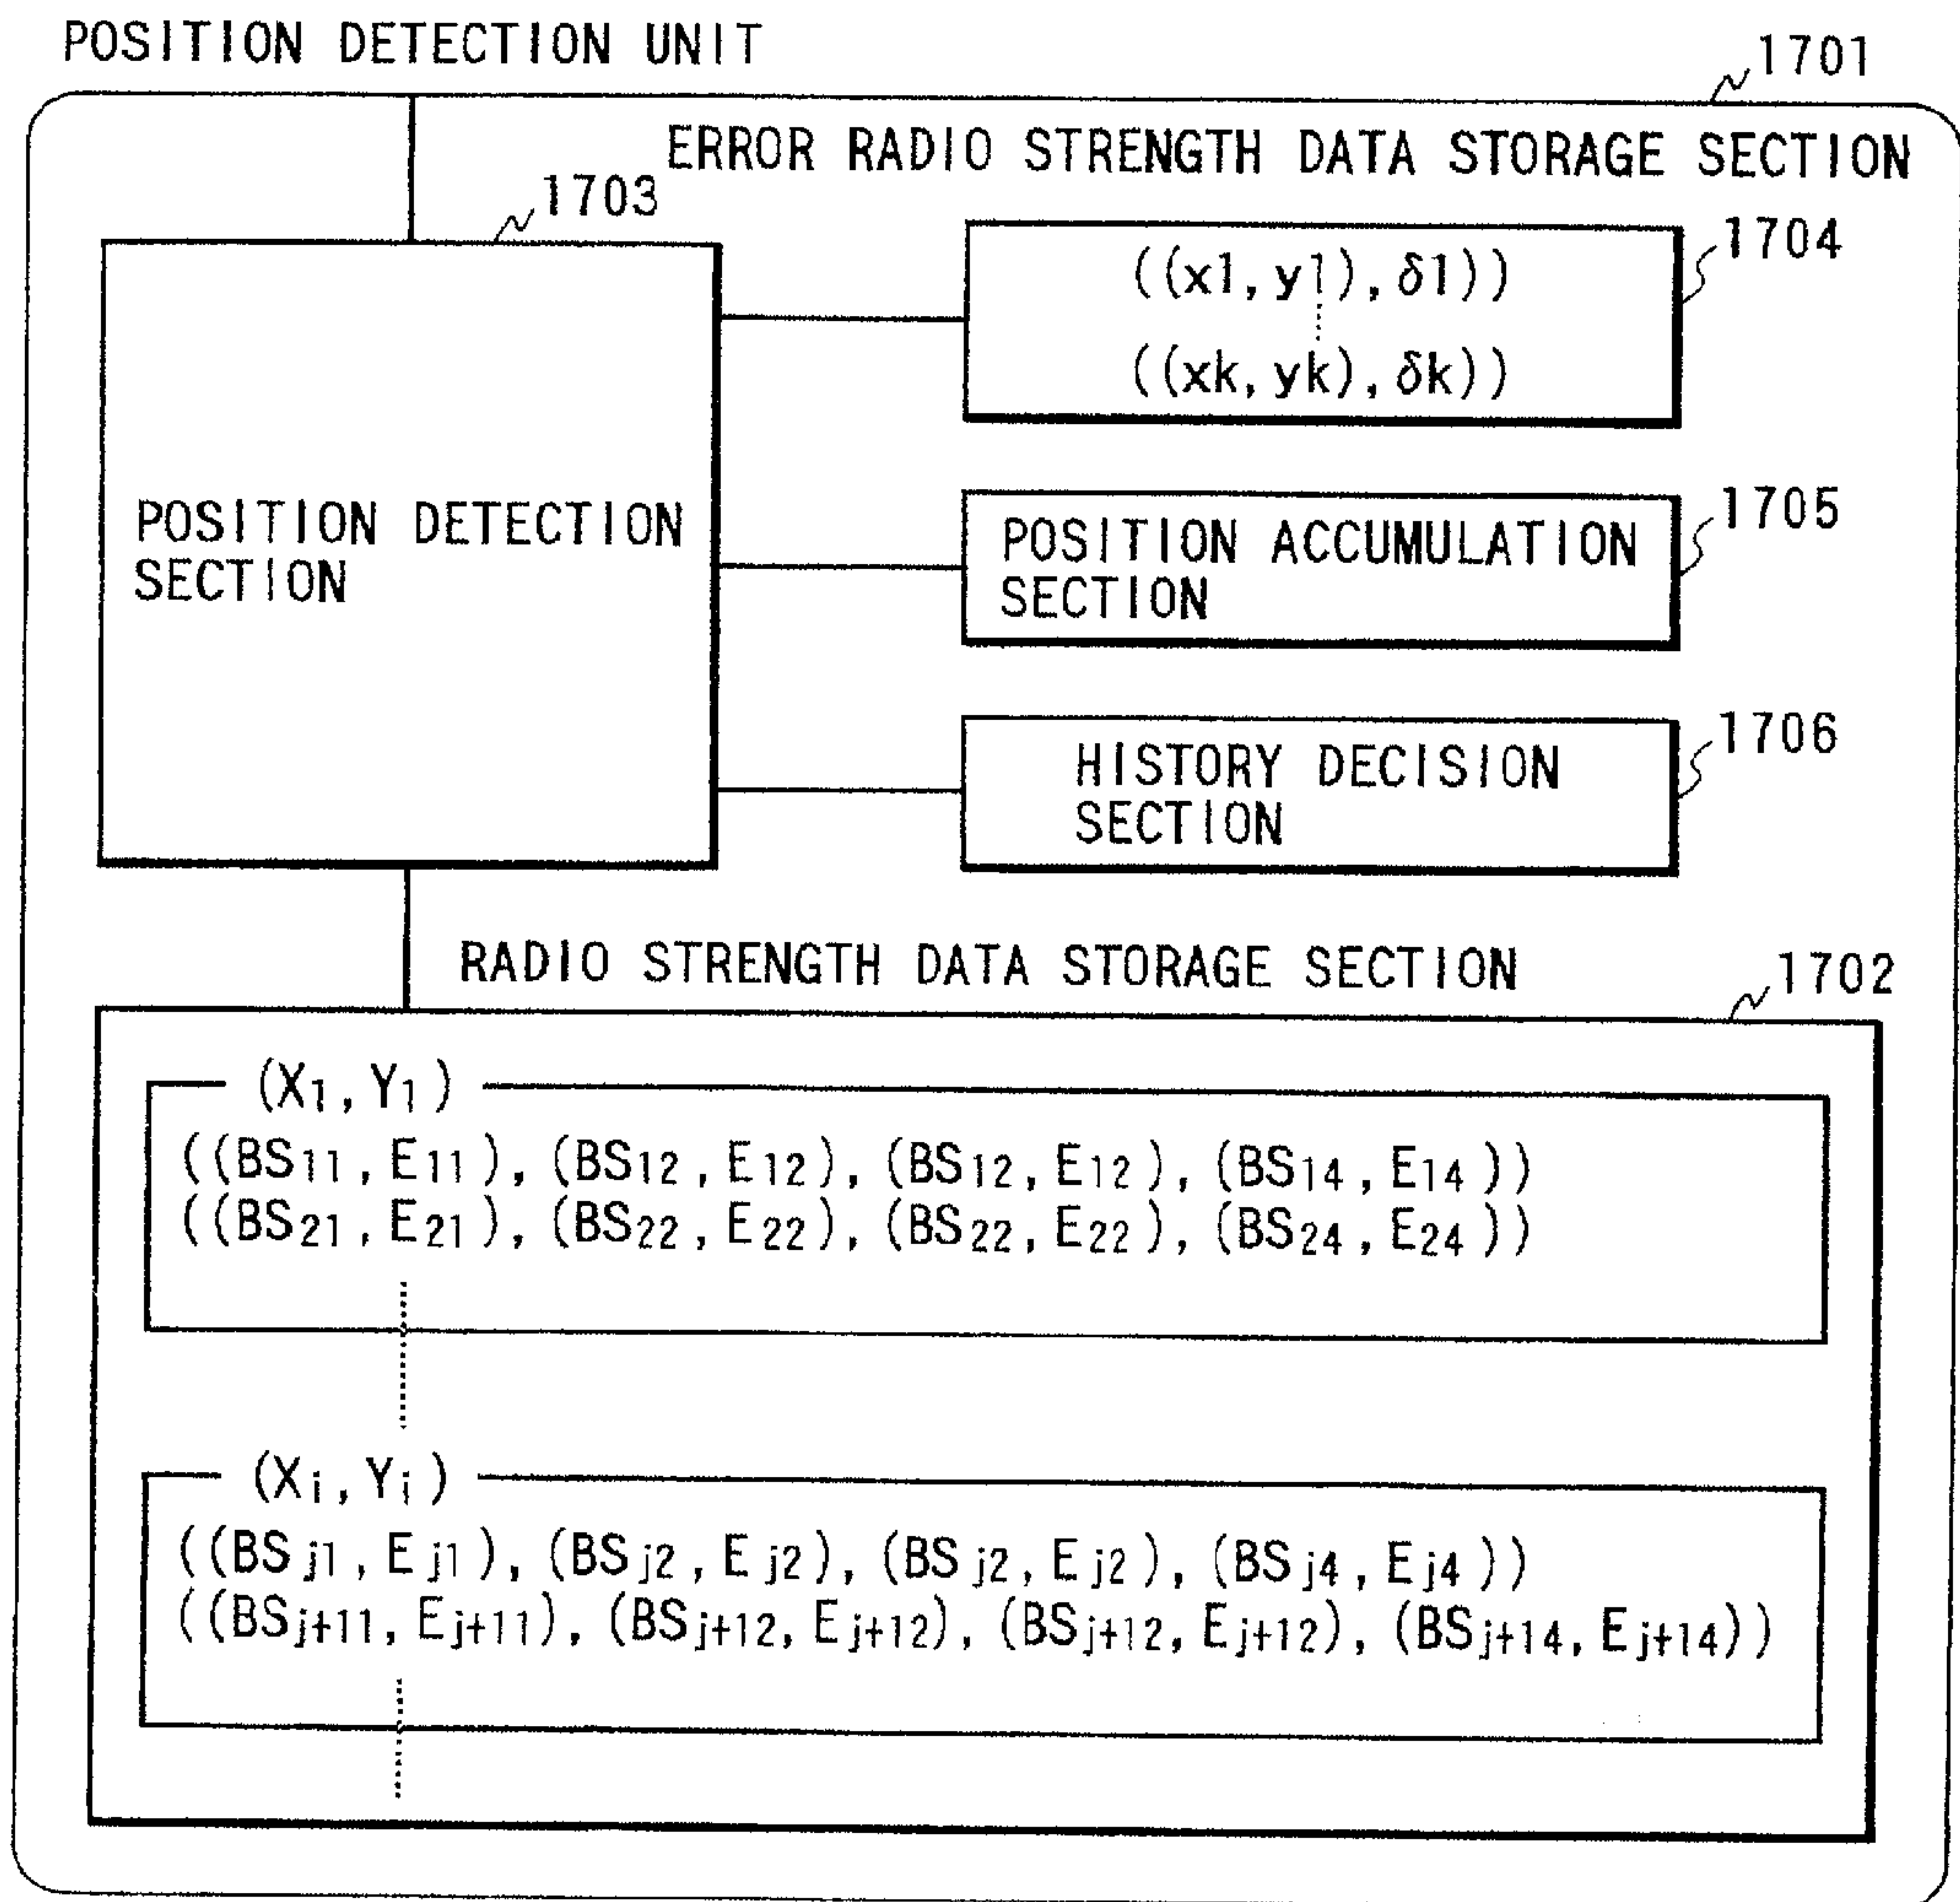 POSITION DETECTION UNIT
1701
ERROR RADIO STRENGTH DATA STORAGE SECTION
1703
1704
((x1, y1), δ1))
((xk, yk), δk))
POSITION DETECTION
SECTION
1705
POSITION ACCUMULATION
SECTION
1706
HISTORY DECISION
SECTION
RADIO STRENGTH DATA STORAGE SECTION
1702
(X1, Y1)
((BS11, E11), (BS12, E12), (BS12, E12), (BS14, E14))
((BS21, E21), (BS22, E22), (BS22, E22), (BS24, E24))
(Xi, Yi)
((BSj1, Ej1), (BSj2, Ej2), (BSj2, Ej2), (BSj4, Ej4))
((BSj+11, Ej+11), (BSj+12, Ej+12), (BSj+12, Ej+12), (BSj+14, Ej+14))